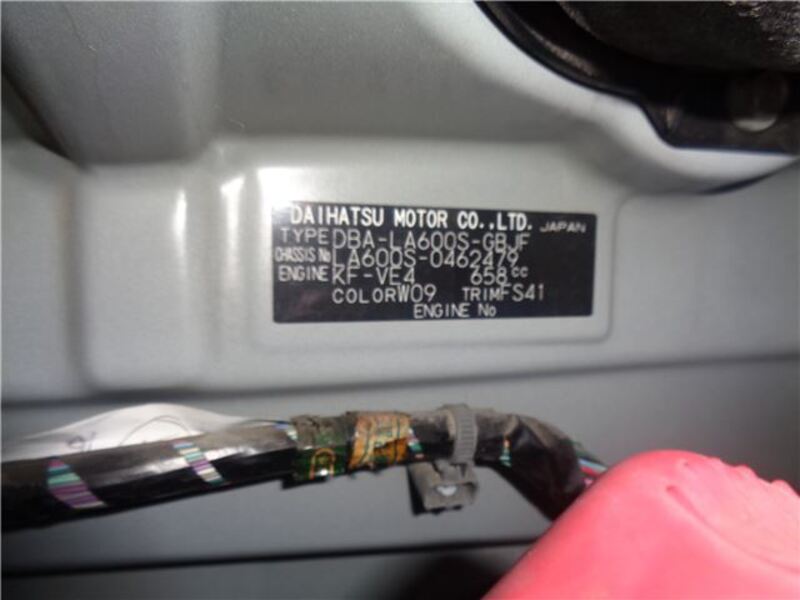 DAIHATSU MOTOR CO.,LTD. JAPAN
TYPE DBA-LA600S-GBJF
CHASSIS No LA600S-0462479
ENGINE KF-VE4 658cc
COLOR W09 TRIM FS41
ENGINE No